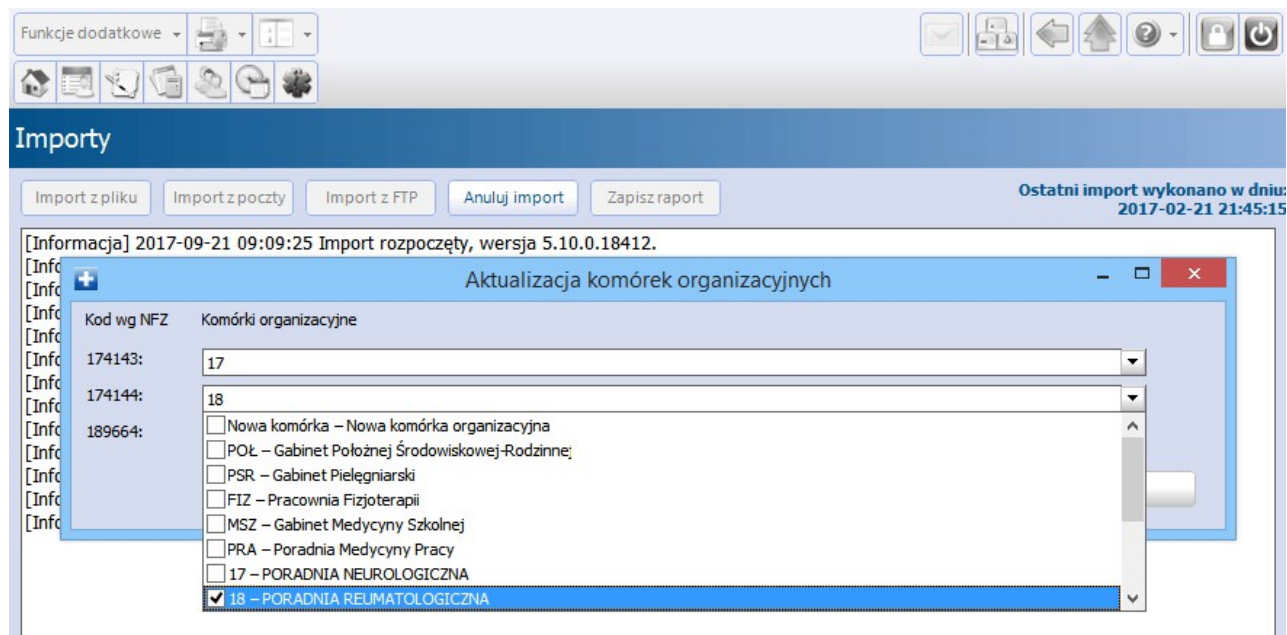 Funkcje dodatkowe
Importy
Import z pliku
Import z poczty
Import z FTP
Anuluj import
Zapisz raport
Ostatni import wykonano w dniu:
2017-02-21 21:45:15
[Informacja] 2017-09-21 09:09:25 Import rozpoczęty, wersja 5.10.0.18412.
Aktualizacja komórek organizacyjnych
Kod wg NFZ Komórki organizacyjne
174143: 17
174144: 18
Nowa komórka – Nowa komórka organizacyjna
189664:
POŁ – Gabinet Położnej Środowiskowej-Rodzinnej
PSR – Gabinet Pielęgniarski
FIZ – Pracownia Fizjoterapii
MSZ – Gabinet Medycyny Szkolnej
PRA – Poradnia Medycyny Pracy
17 – PORADNIA NEUROLOGICZNA
18 – PORADNIA REUMATOLOGICZNA